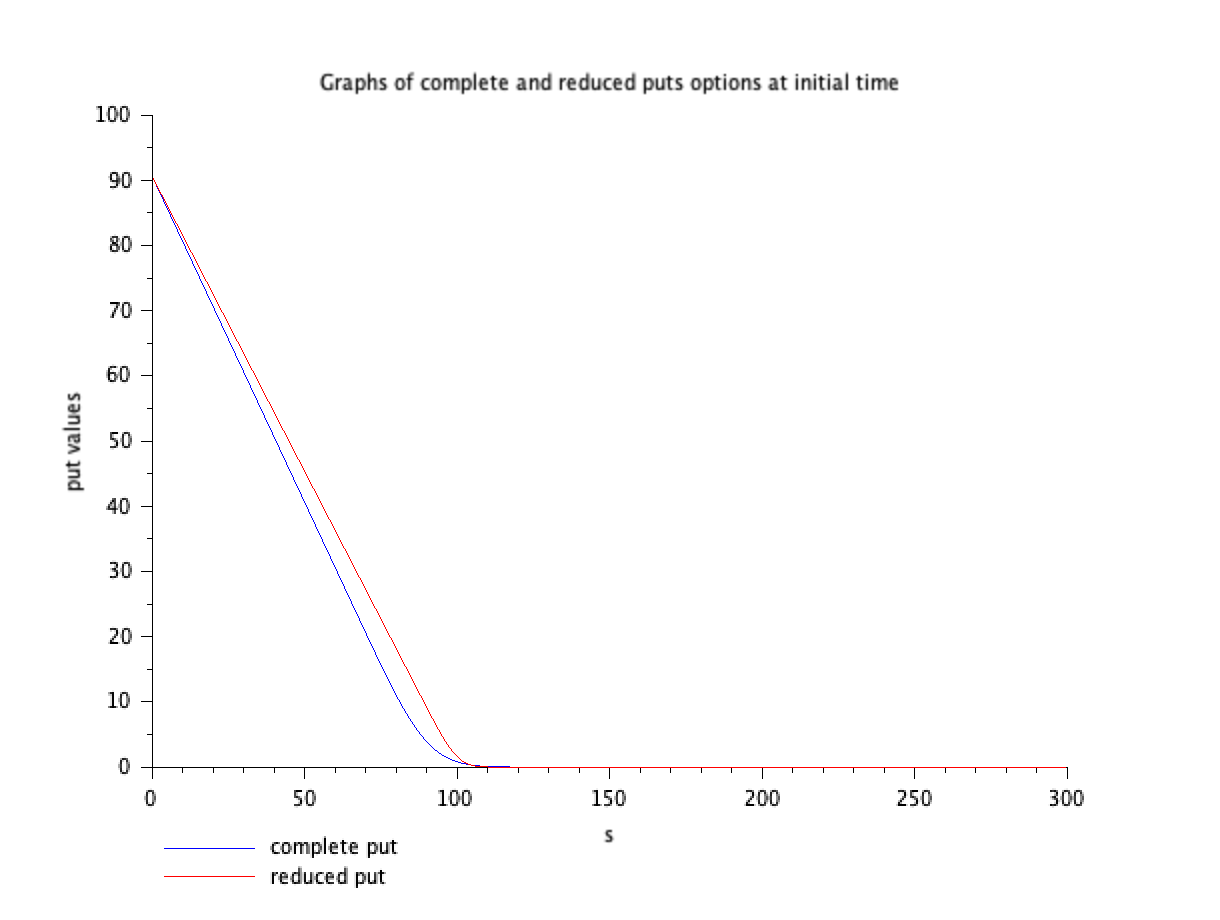 Graphs of complete and reduced puts options at initial time
100
90
80
70
60
50
40
30
20
10
0
put values
0 50 100 150 200 250 300
s
complete put
reduced put